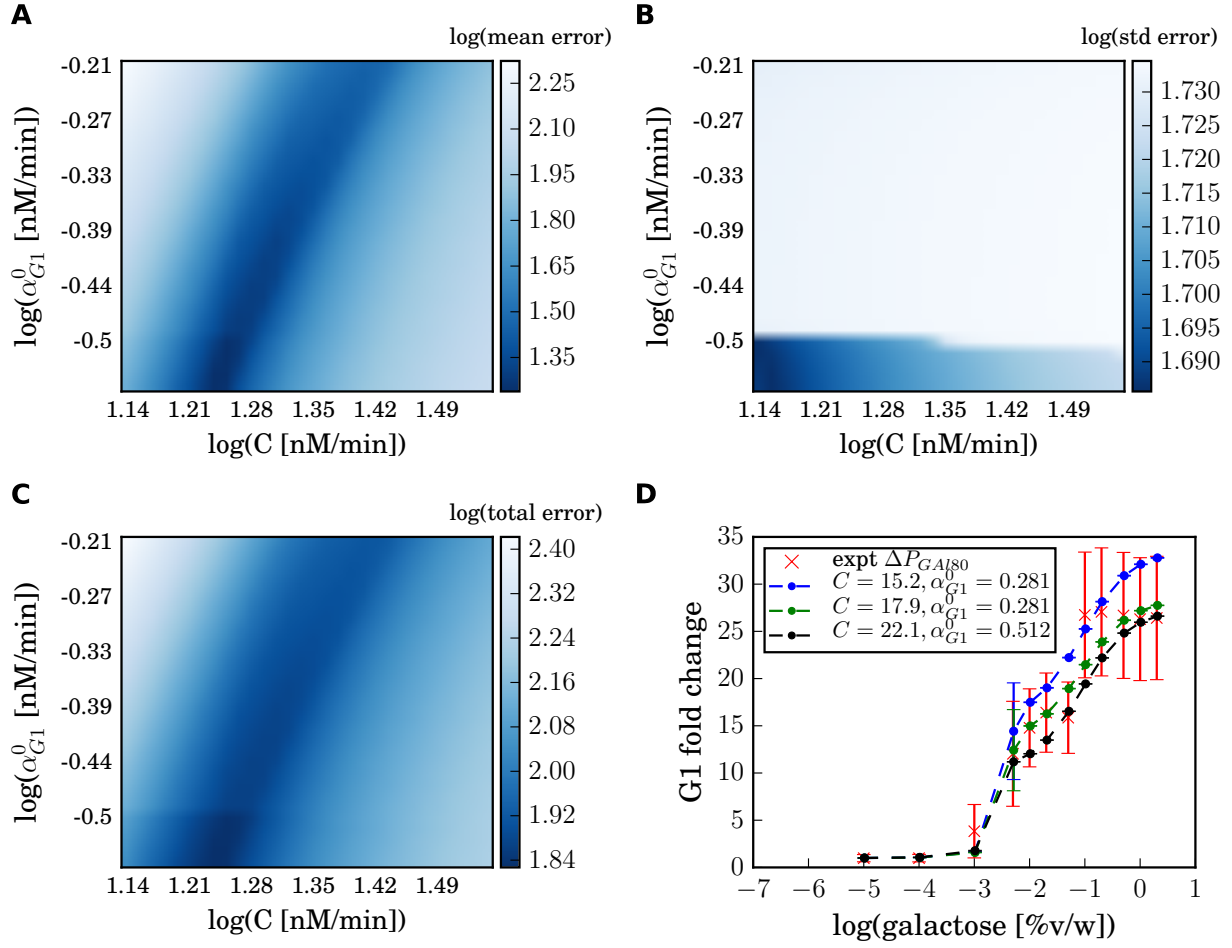 A
log(mean error)
log(α⁰_G1 [nM/min])
-0.21
-0.27
-0.33
-0.39
-0.44
-0.5
1.14 1.21 1.28 1.35 1.42 1.49
log(C [nM/min])
2.25
2.10
1.95
1.80
1.65
1.50
1.35
B
log(std error)
log(α⁰_G1 [nM/min])
-0.21
-0.27
-0.33
-0.39
-0.44
-0.5
1.14 1.21 1.28 1.35 1.42 1.49
log(C [nM/min])
1.730
1.725
1.720
1.715
1.710
1.705
1.700
1.695
1.690
C
log(total error)
log(α⁰_G1 [nM/min])
-0.21
-0.27
-0.33
-0.39
-0.44
-0.5
1.14 1.21 1.28 1.35 1.42 1.49
log(C [nM/min])
2.40
2.32
2.24
2.16
2.08
2.00
1.92
1.84
D
G1 fold change
35
30
25
20
15
10
5
0
expt ΔP_GAl80
C = 15.2, α⁰_G1 = 0.281
C = 17.9, α⁰_G1 = 0.281
C = 22.1, α⁰_G1 = 0.512
−7 −6 −5 −4 −3 −2 −1 0 1
log(galactose [%v/w])